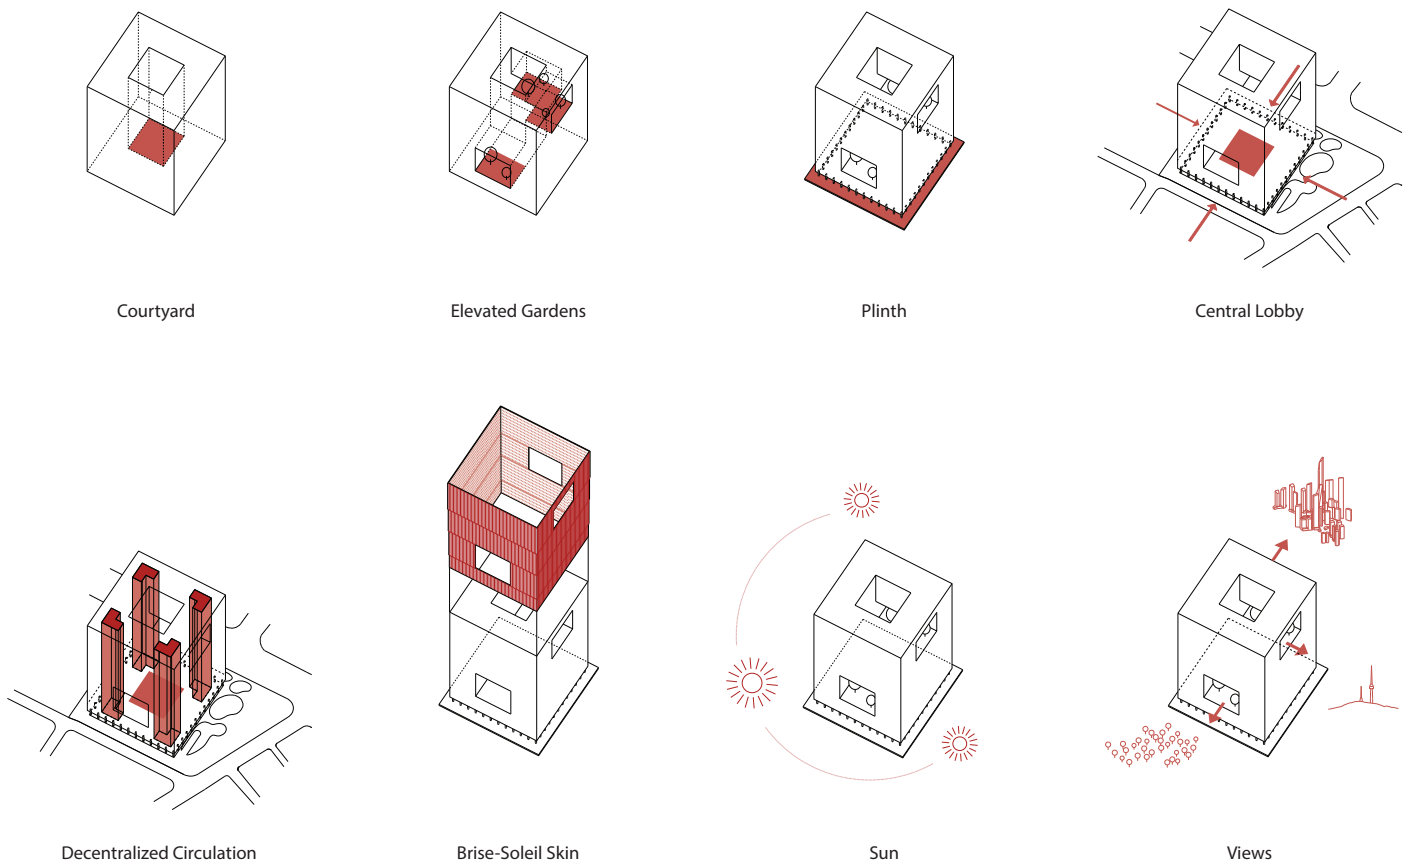 Courtyard
Elevated Gardens
Plinth
Central Lobby
Decentralized Circulation
Brise-Soleil Skin
Sun
Views